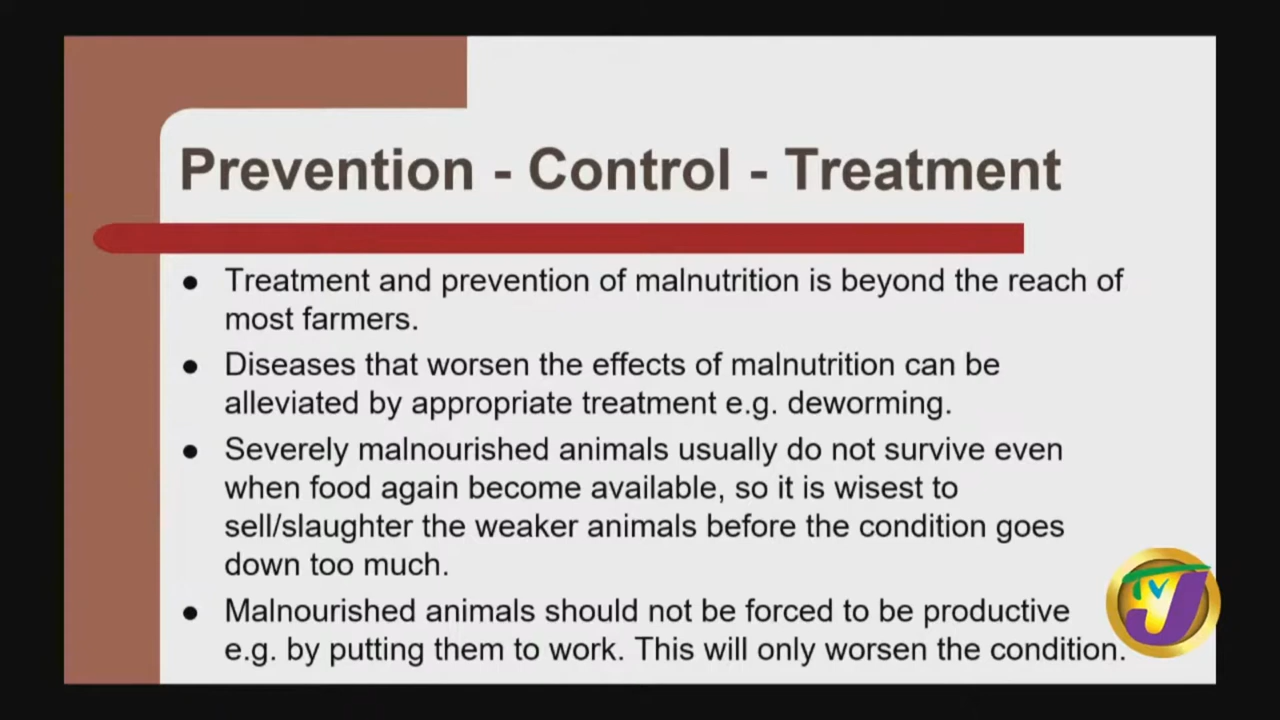 Prevention - Control - Treatment
● Treatment and prevention of malnutrition is beyond the reach of
most farmers.
● Diseases that worsen the effects of malnutrition can be
alleviated by appropriate treatment e.g. deworming.
● Severely malnourished animals usually do not survive even
when food again become available, so it is wisest to
sell/slaughter the weaker animals before the condition goes
down too much.
● Malnourished animals should not be forced to be productive
e.g. by putting them to work. This will only worsen the condition.
TVJ